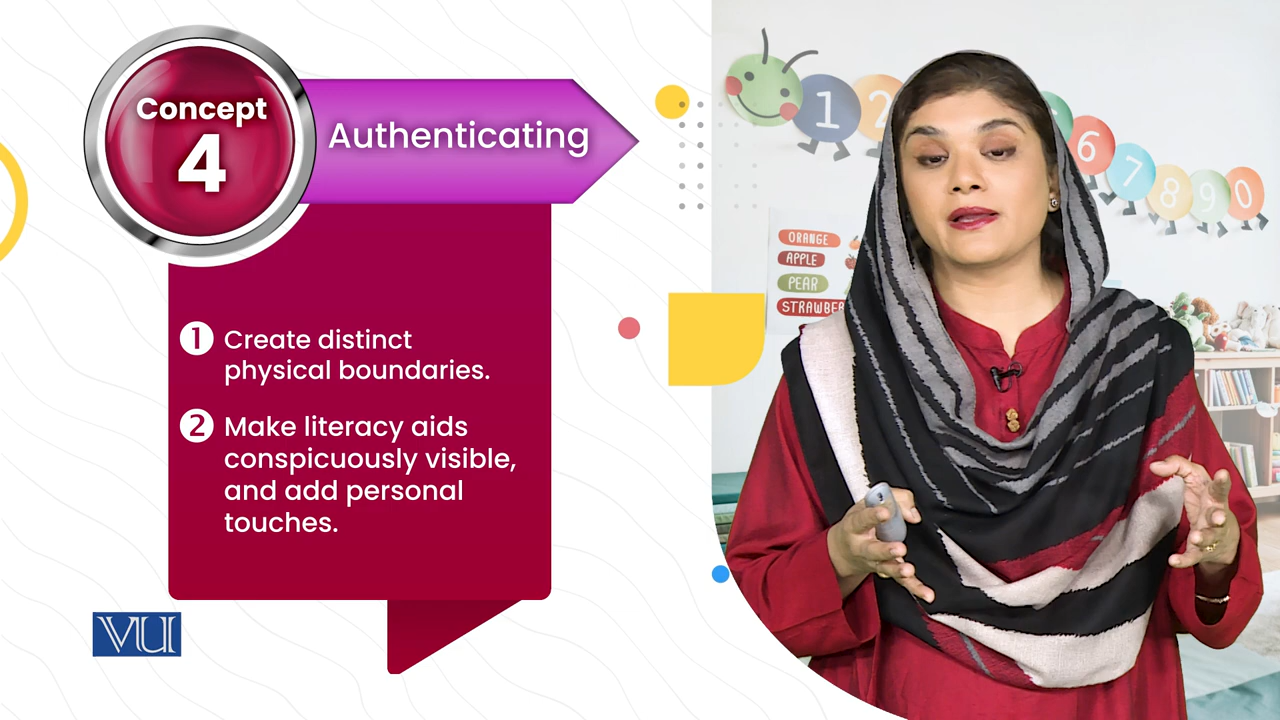 Concept
4
Authenticating
1 Create distinct
physical boundaries.
2 Make literacy aids
conspicuously visible,
and add personal
touches.
VU
1 2 6 7 8 9 0
ORANGE
APPLE
PEAR